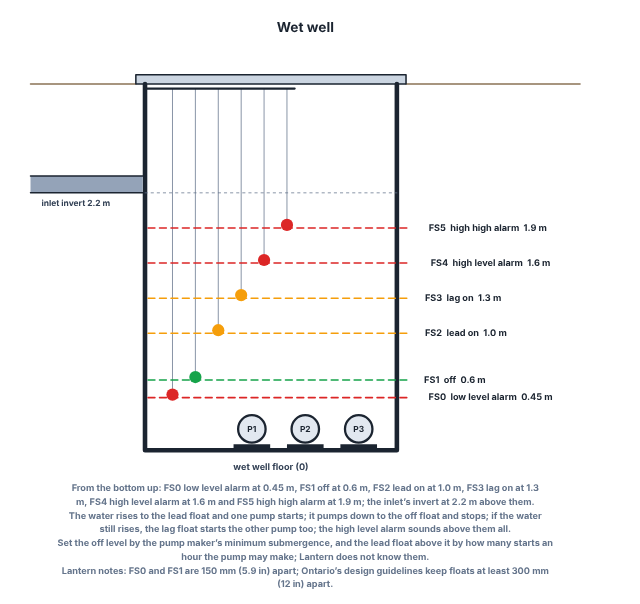 Wet well
inlet invert 2.2 m
FS5 high high alarm 1.9 m
FS4 high level alarm 1.6 m
FS3 lag on 1.3 m
FS2 lead on 1.0 m
FS1 off 0.6 m
FS0 low level alarm 0.45 m
P1 P2 P3
wet well floor (0)
From the bottom up: FS0 low level alarm at 0.45 m, FS1 off at 0.6 m, FS2 lead on at 1.0 m, FS3 lag on at 1.3
m, FS4 high level alarm at 1.6 m and FS5 high high alarm at 1.9 m; the inlet's invert at 2.2 m above them.
The water rises to the lead float and one pump starts; it pumps down to the off float and stops; if the water
still rises, the lag float starts the other pump too; the high level alarm sounds above them all.
Set the off level by the pump maker's minimum submergence, and the lead float above it by how many starts an
hour the pump may make; Lantern does not know them.
Lantern notes: FS0 and FS1 are 150 mm (5.9 in) apart; Ontario's design guidelines keep floats at least 300 mm
(12 in) apart.